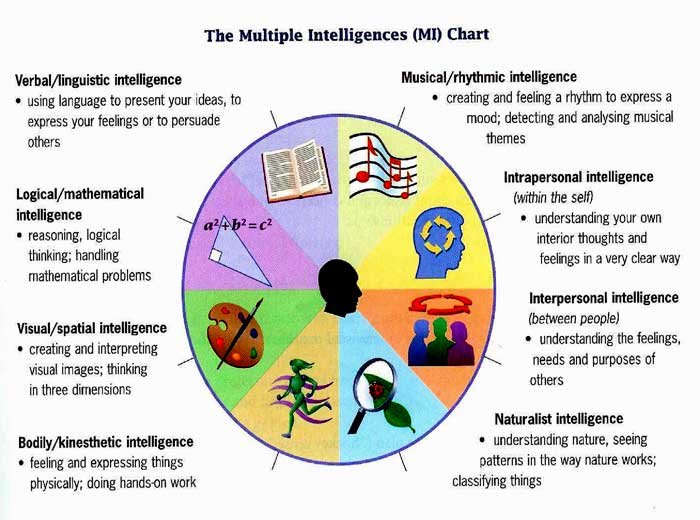 The Multiple Intelligences (MI) Chart
Verbal/linguistic intelligence
• using language to present your ideas, to
express your feelings or to persuade
others
Logical/mathematical
intelligence
• reasoning, logical
thinking; handling
mathematical problems
Visual/spatial intelligence
• creating and interpreting
visual images; thinking
in three dimensions
Bodily/kinesthetic intelligence
• feeling and expressing things
physically; doing hands-on work
a²+b²=c²
Musical/rhythmic intelligence
• creating and feeling a rhythm to express a
mood; detecting and analysing musical
themes
Intrapersonal intelligence
(within the self)
• understanding your own
interior thoughts and
feelings in a very clear way
Interpersonal intelligence
(between people)
• understanding the feelings,
needs and purposes of
others
Naturalist intelligence
• understanding nature, seeing
patterns in the way nature works;
classifying things